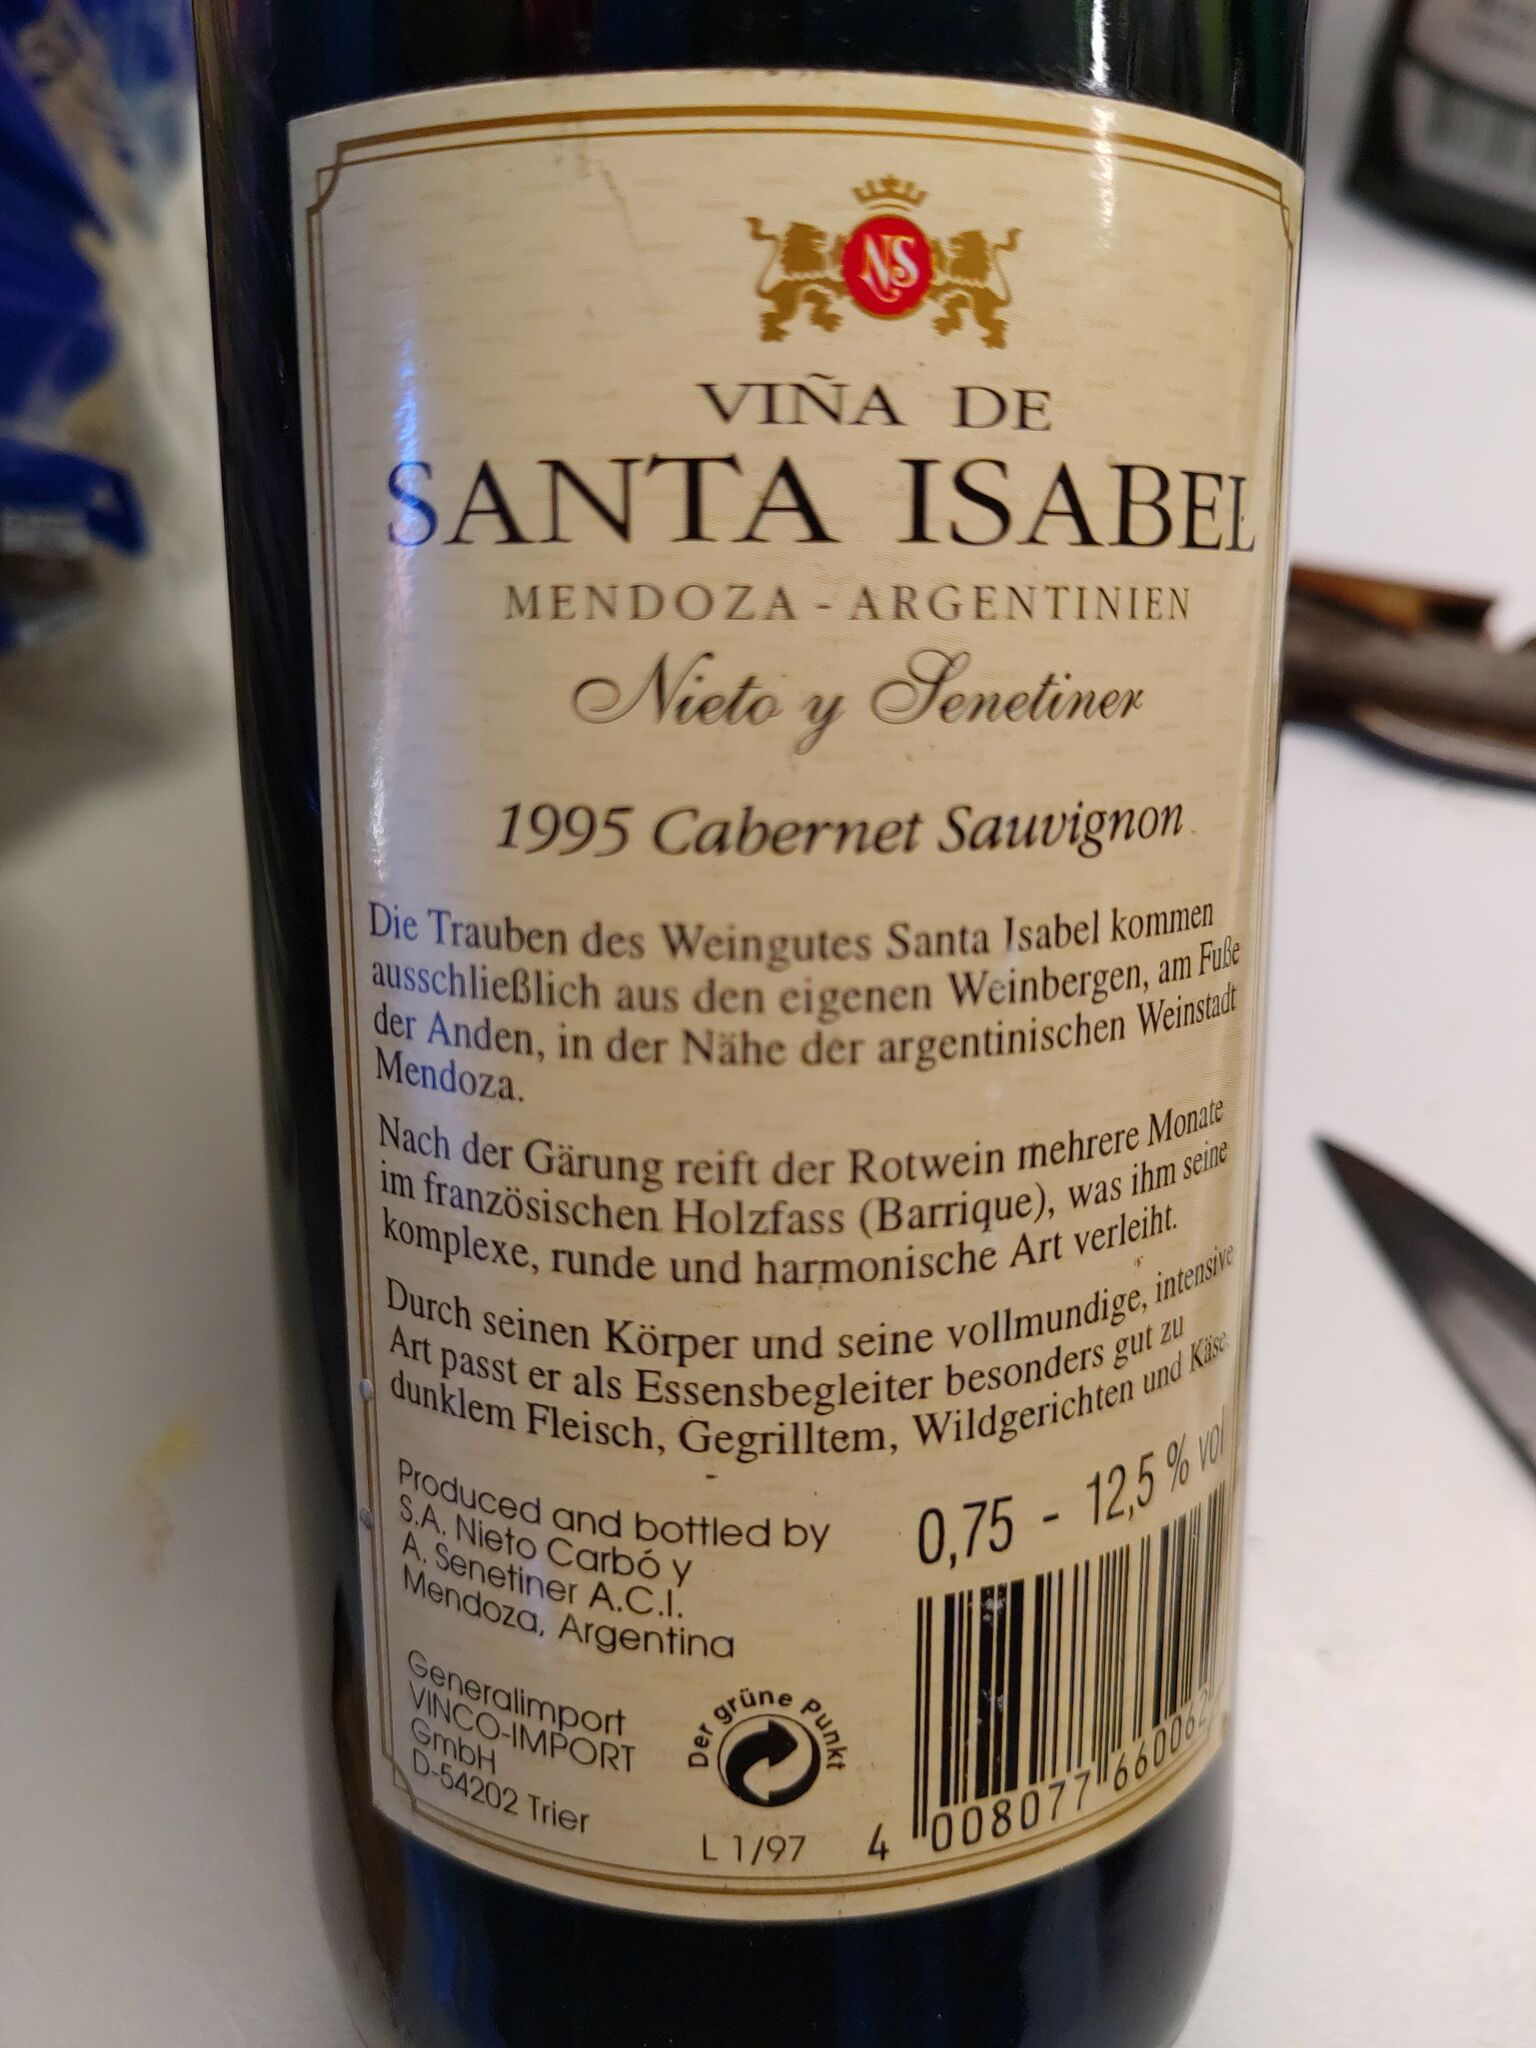 NS
VIÑA DE
SANTA ISABEL
MENDOZA - ARGENTINIEN
Nieto y Senetiner
1995 Cabernet Sauvignon
Die Trauben des Weingutes Santa Isabel kommen
ausschließlich aus den eigenen Weinbergen, am Fuße
der Anden, in der Nähe der argentinischen Weinstadt
Mendoza.
Nach der Gärung reift der Rotwein mehrere Monate
im französischen Holzfass (Barrique), was ihm seine
komplexe, runde und harmonische Art verleiht.
Durch seinen Körper und seine vollmundige, intensive
Art passt er als Essensbegleiter besonders gut zu
dunklem Fleisch, Gegrilltem, Wildgerichten und Käse.
Produced and bottled by
S.A. Nieto Carbó y
A. Senetiner A.C.I.
Mendoza, Argentina
0,75 - 12,5 % vol
Generalimport
VINCO-IMPORT
GmbH
D-54202 Trier
Der grüne Punkt
L 1/97
4 008077